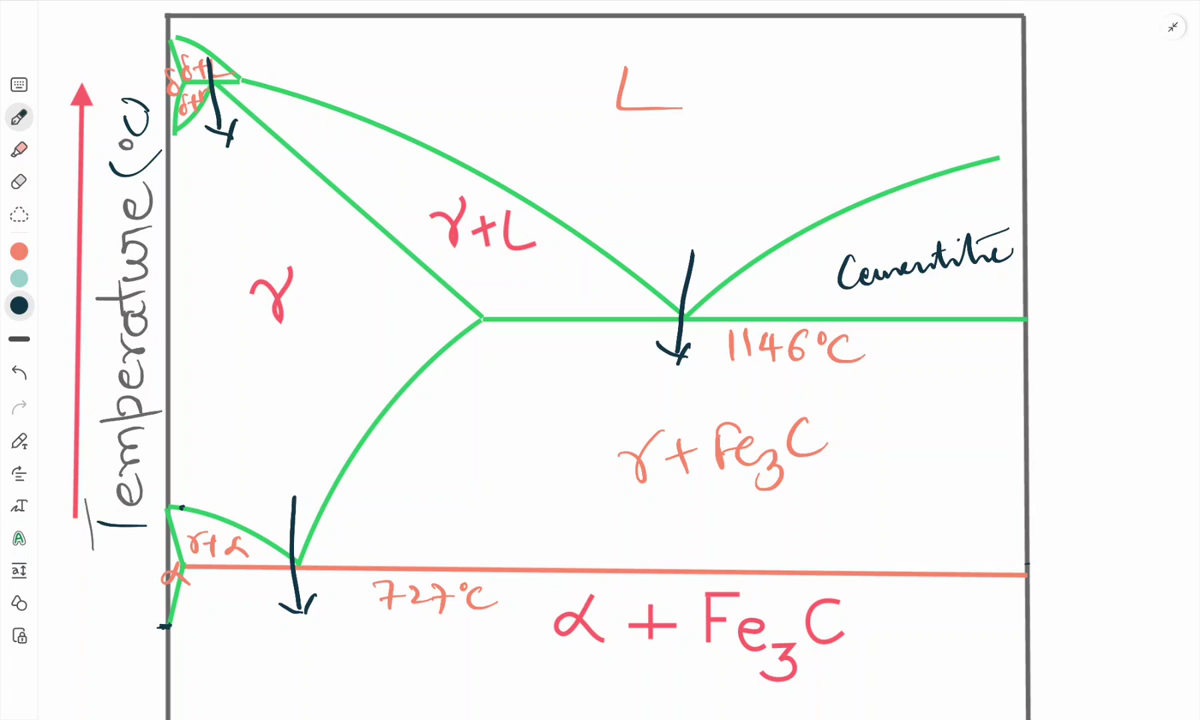 L
δ+L
δ
δ+γ
Temperature (°C)
γ+L
Cementite
γ
1146°C
γ+Fe₃C
γ+α
α
727°C
α + Fe₃C